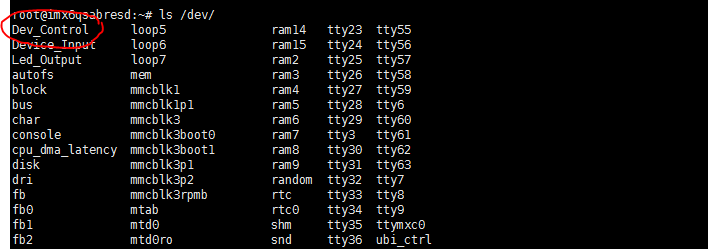 root@imx6qsabresd:~# ls /dev/
Dev_Control loop5 ram14 tty23 tty55
Device_Input loop6 ram15 tty24 tty56
Led_Output loop7 ram2 tty25 tty57
autofs mem ram3 tty26 tty58
block mmcblk1 ram4 tty27 tty59
bus mmcblk1p1 ram5 tty28 tty6
char mmcblk3 ram6 tty29 tty60
console mmcblk3boot0 ram7 tty3 tty61
cpu_dma_latency mmcblk3boot1 ram8 tty30 tty62
disk mmcblk3p1 ram9 tty31 tty63
dri mmcblk3p2 random tty32 tty7
fb mmcblk3rpmb rtc tty33 tty8
fb0 mtab rtc0 tty34 tty9
fb1 mtd0 shm tty35 ttymxc0
fb2 mtd0ro snd tty36 ubi_ctrl